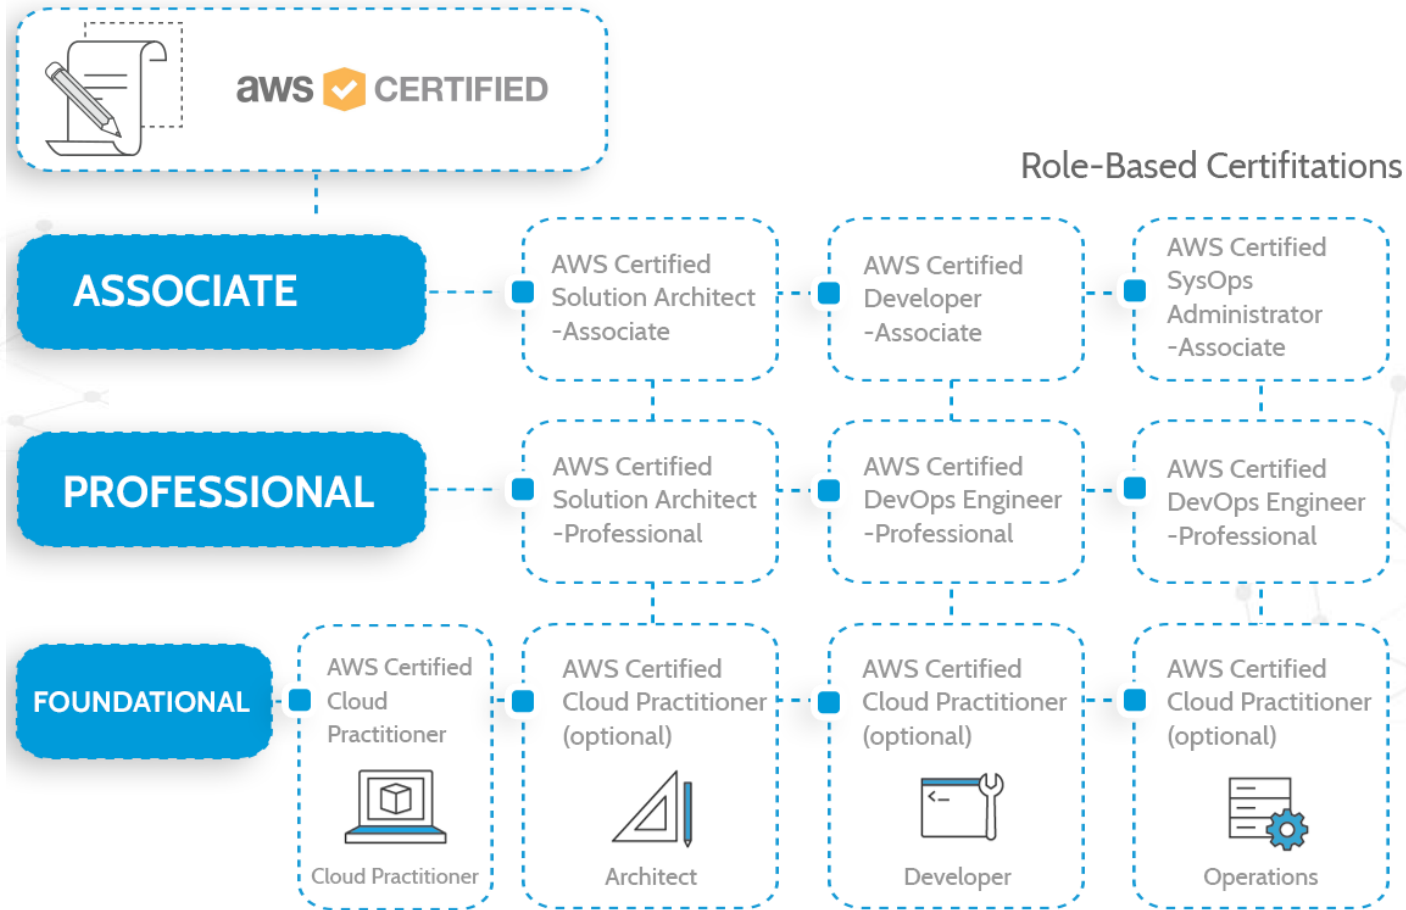 aws CERTIFIED
Role-Based Certifitations
ASSOCIATE
AWS Certified
Solution Architect
-Associate
AWS Certified
Developer
-Associate
AWS Certified
SysOps
Administrator
-Associate
PROFESSIONAL
AWS Certified
Solution Architect
-Professional
AWS Certified
DevOps Engineer
-Professional
AWS Certified
DevOps Engineer
-Professional
FOUNDATIONAL
AWS Certified
Cloud
Practitioner
Cloud Practitioner
AWS Certified
Cloud Practitioner
(optional)
Architect
AWS Certified
Cloud Practitioner
(optional)
Developer
AWS Certified
Cloud Practitioner
(optional)
Operations